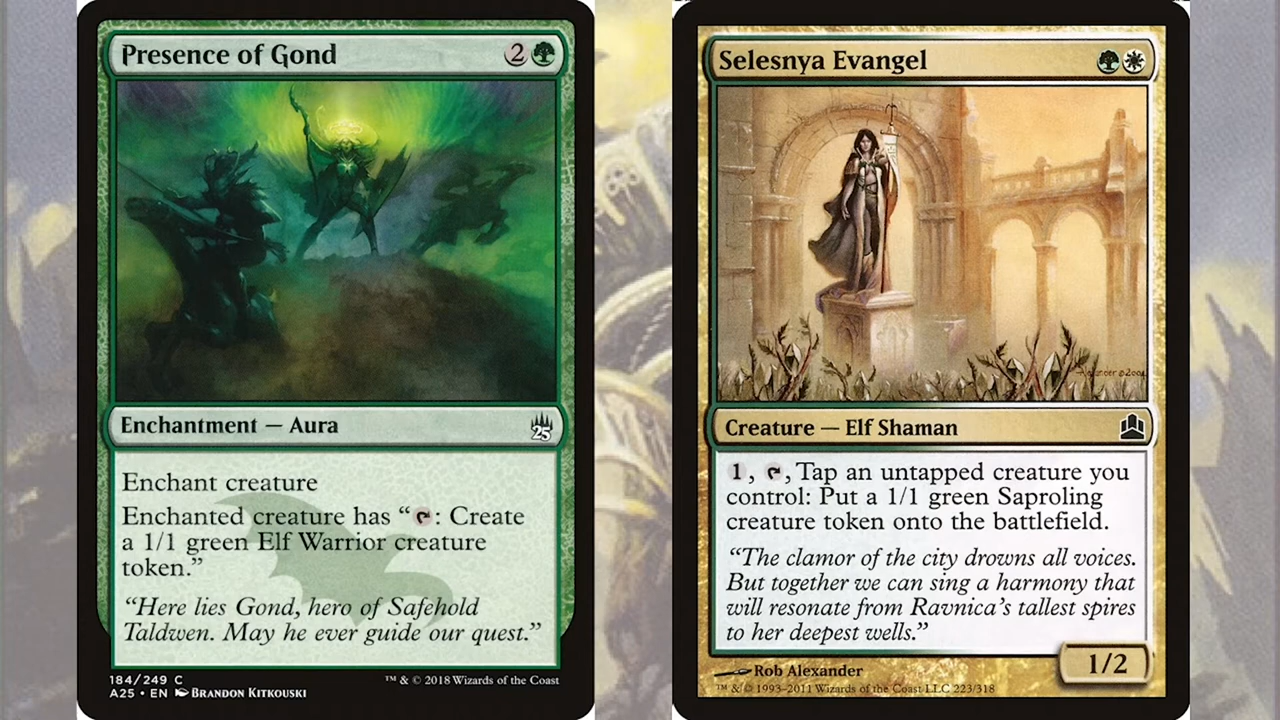 Presence of Gond
2
Enchantment — Aura
25
Enchant creature
Enchanted creature has “ : Create
a 1/1 green Elf Warrior creature
token.”
“Here lies Gond, hero of Safehold
Taldwen. May he ever guide our quest.”
184/249 C
A25 • EN Brandon Kitkouski
™ & © 2018 Wizards of the Coast
Selesnya Evangel
Creature — Elf Shaman
1, , Tap an untapped creature you
control: Put a 1/1 green Saproling
creature token onto the battlefield.
“The clamor of the city drowns all voices.
But together we can sing a harmony that
will resonate from Ravnica’s tallest spires
to her deepest wells.”
1/2
Rob Alexander
™ & © 1993–2011 Wizards of the Coast LLC 223/318